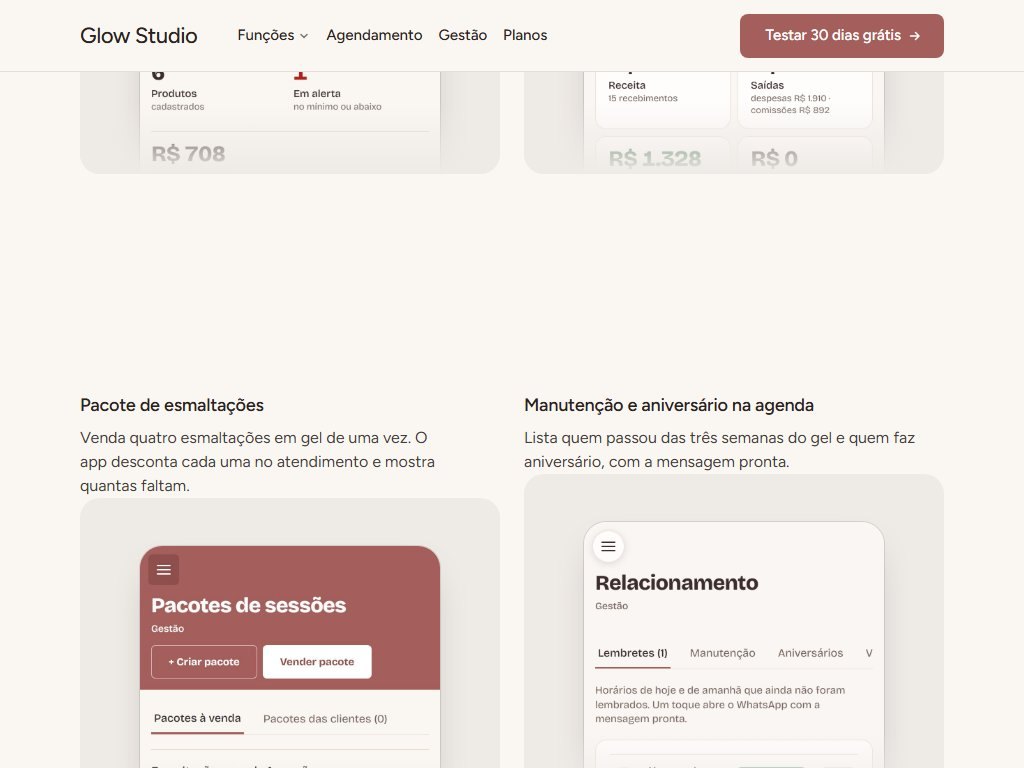 Glow Studio
Funções
Agendamento
Gestão
Planos
Testar 30 dias grátis →
6
Produtos
cadastrados
1
Em alerta
no mínimo ou abaixo
R$ 708
Receita
15 recebimentos
Saídas
despesas R$ 1.910 ·
comissões R$ 892
R$ 1.328
R$ 0
Pacote de esmaltações
Venda quatro esmaltações em gel de uma vez. O
app desconta cada uma no atendimento e mostra
quantas faltam.
Manutenção e aniversário na agenda
Lista quem passou das três semanas do gel e quem faz
aniversário, com a mensagem pronta.
Pacotes de sessões
Gestão
+ Criar pacote
Vender pacote
Pacotes à venda
Pacotes das clientes (0)
Relacionamento
Gestão
Lembretes (1)
Manutenção
Aniversários
V
Horários de hoje e de amanhã que ainda não foram
lembrados. Um toque abre o WhatsApp com a
mensagem pronta.